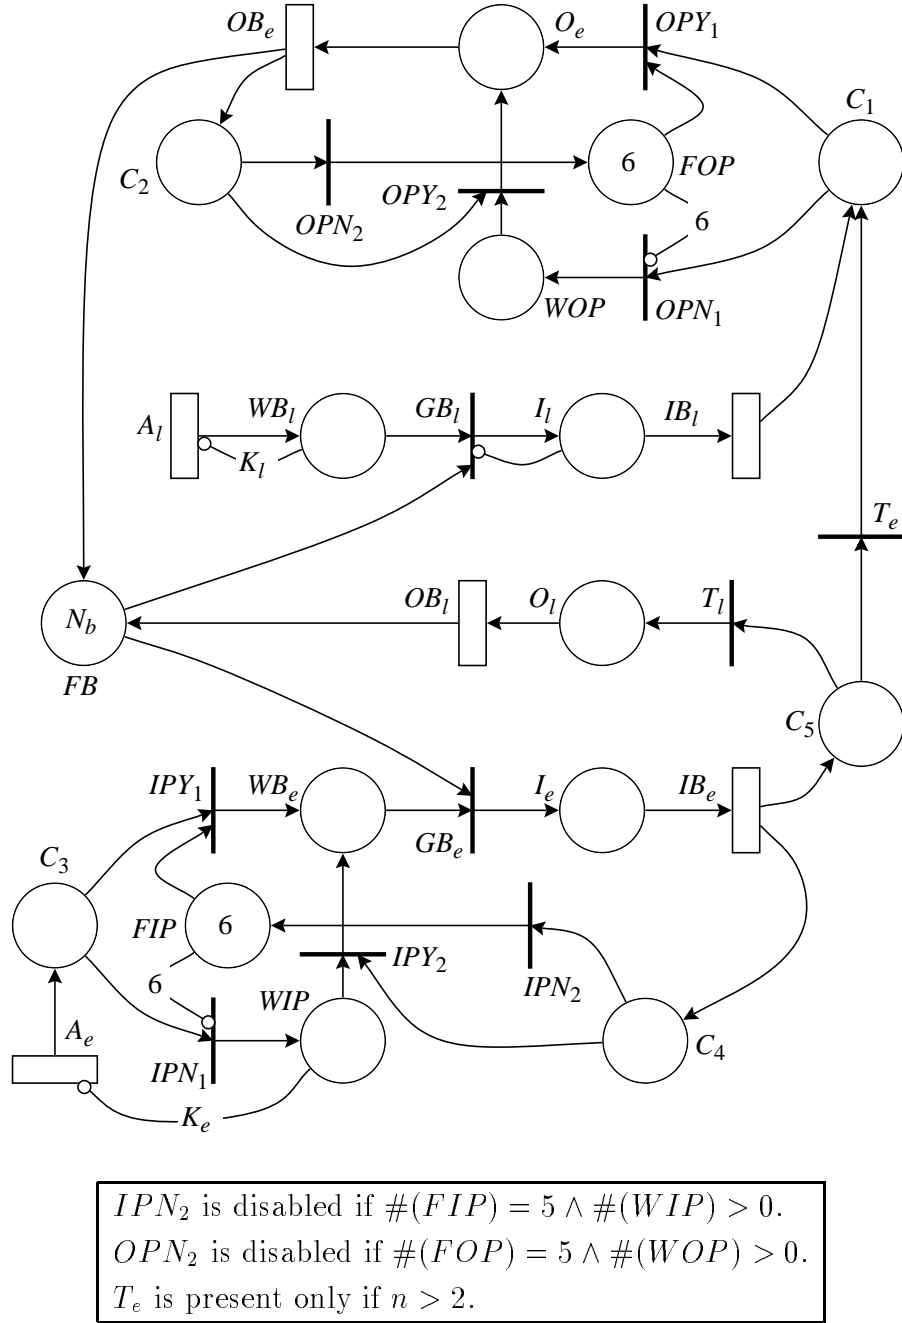 OB_e O_e OPY_1
C_1
C_2 6 FOP
OPY_2
OPN_2 6
WOP OPN_1
A_l WB_l GB_l I_l IB_l
K_l
T_e
N_b OB_l O_l T_l
FB
C_5
IPY_1 WB_e I_e IB_e
GB_e
C_3
FIP 6
IPY_2
6 WIP IPN_2
A_e C_4
IPN_1
K_e
IPN_2 is disabled if #(FIP) = 5 ∧ #(WIP) > 0.
OPN_2 is disabled if #(FOP) = 5 ∧ #(WOP) > 0.
T_e is present only if n > 2.